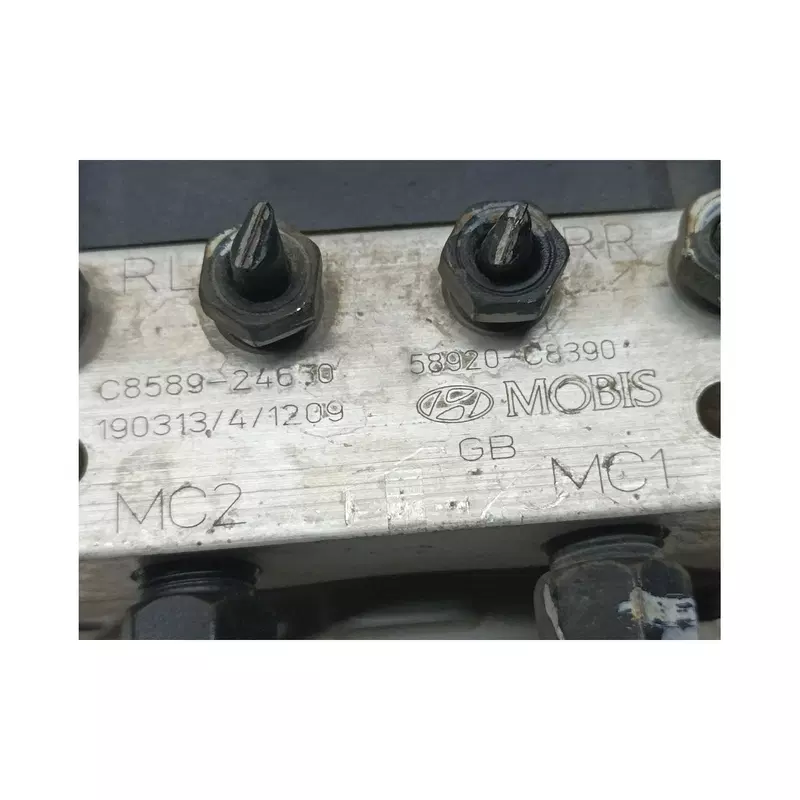 RL RR
C8589-24630 58920-C8390
190313/4/1209 MOBIS
GB
MC2 MC1